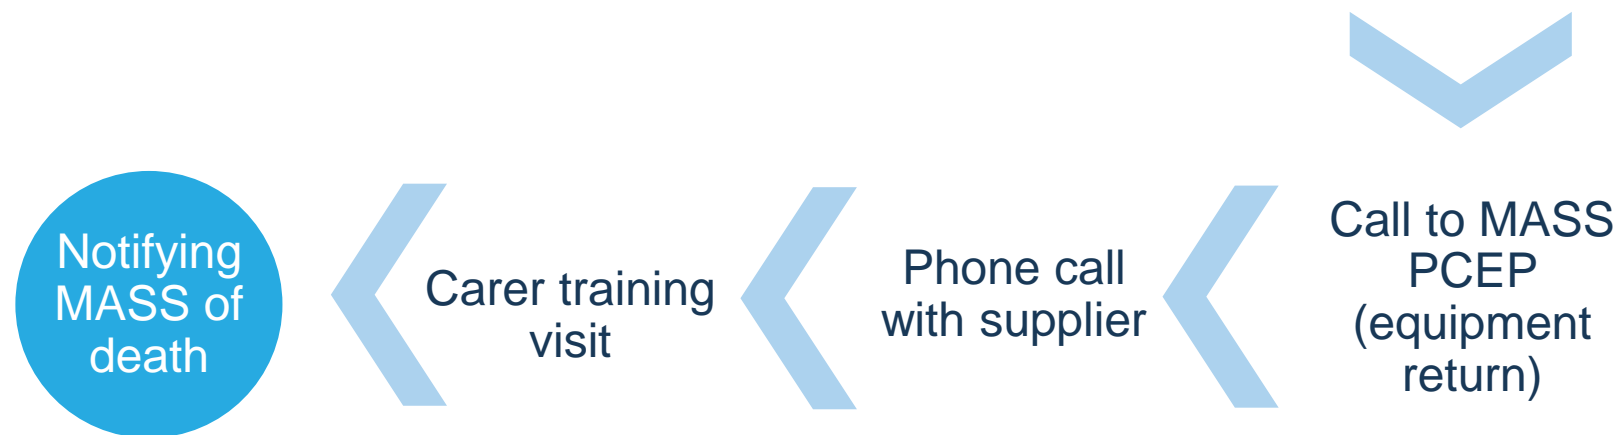 Notifying
MASS of
death
Carer training
visit
Phone call
with supplier
Call to MASS
PCEP
(equipment
return)